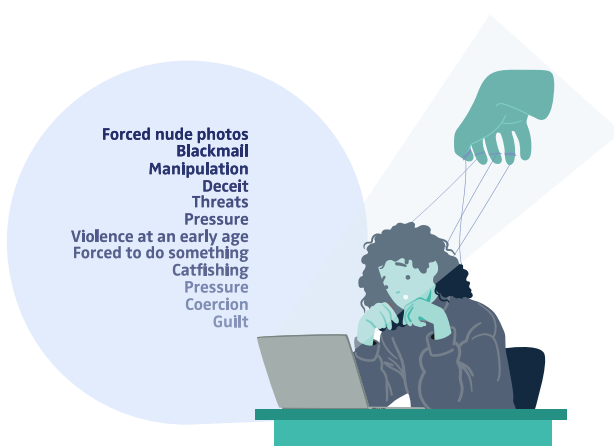 Forced nude photos
Blackmail
Manipulation
Deceit
Threats
Pressure
Violence at an early age
Forced to do something
Catfishing
Pressure
Coercion
Guilt